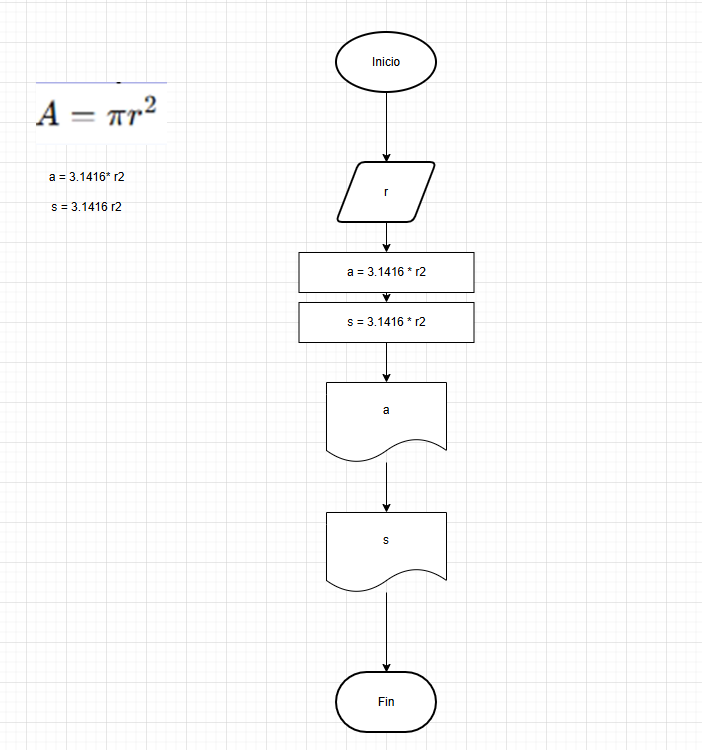 A = πr²
a = 3.1416* r2
s = 3.1416 r2
Inicio
r
a = 3.1416 * r2
s = 3.1416 * r2
a
s
Fin